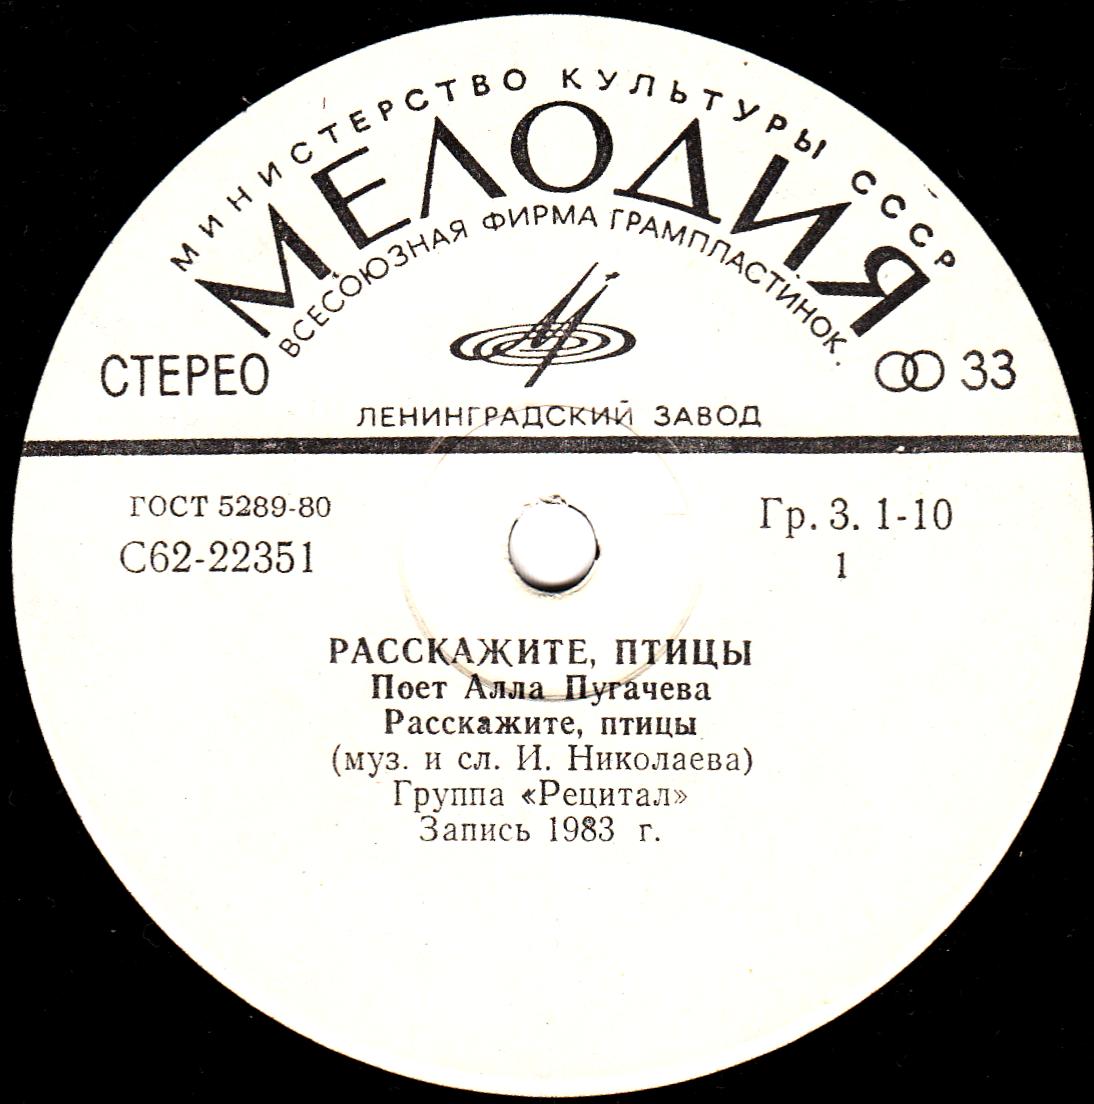 МИНИСТЕРСТВО КУЛЬТУРЫ СССР
МЕЛОДИЯ
ВСЕСОЮЗНАЯ ФИРМА ГРАМПЛАСТИНОК.
СТЕРЕО
33
ЛЕНИНГРАДСКИЙ ЗАВОД
ГОСТ 5289-80
С62-22351
Гр. 3. 1-10
1
РАССКАЖИТЕ, ПТИЦЫ
Поет Алла Пугачева
Расскажите, птицы
(муз. и сл. И. Николаева)
Группа «Рецитал»
Запись 1983 г.